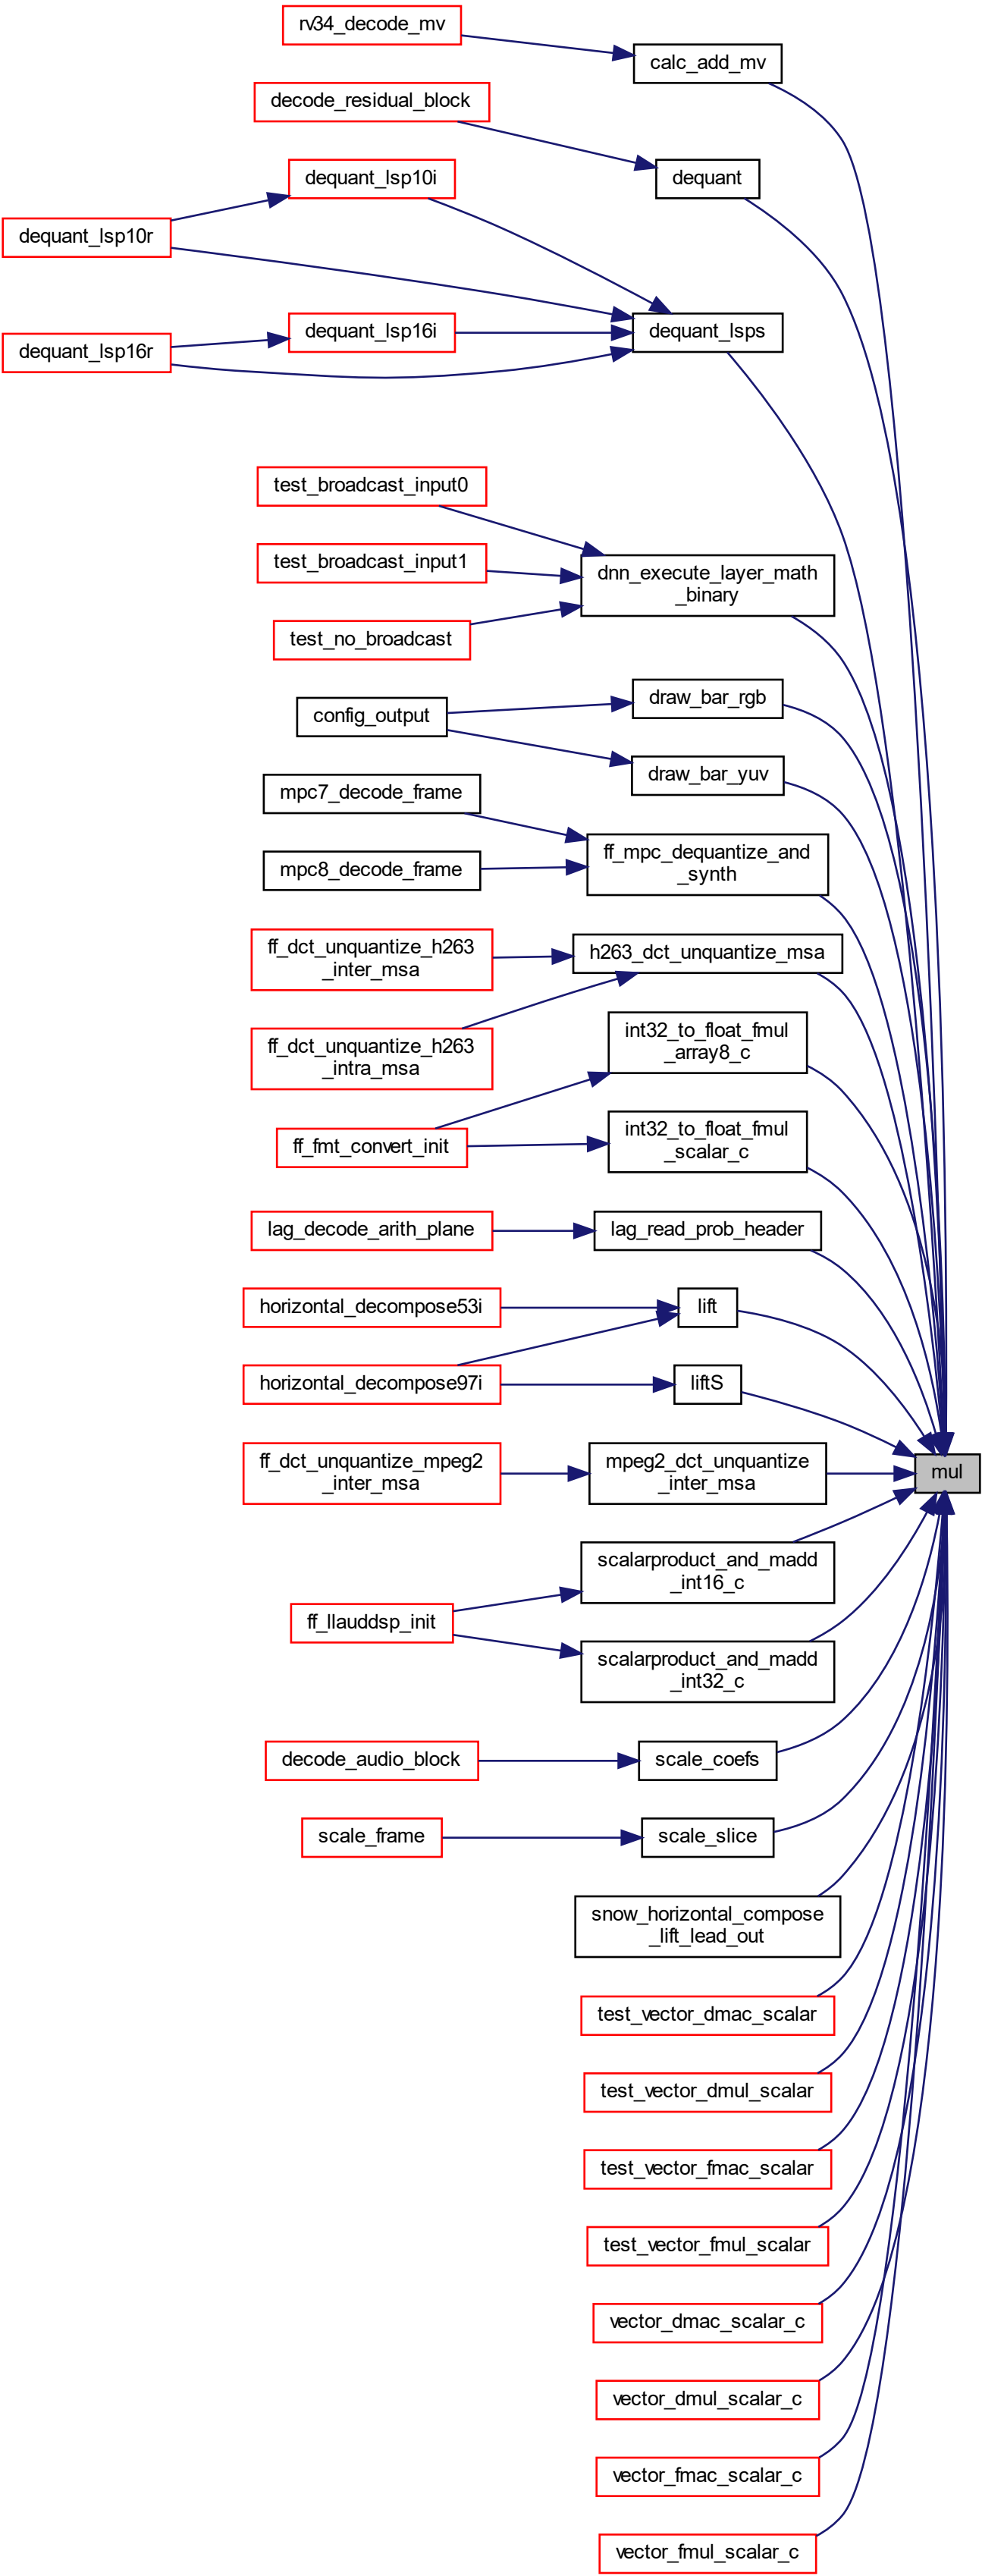 rv34_decode_mv
calc_add_mv
decode_residual_block
dequant
dequant_lsp10i
dequant_lsp10r
dequant_lsps
dequant_lsp16i
dequant_lsp16r
test_broadcast_input0
test_broadcast_input1
dnn_execute_layer_math
_binary
test_no_broadcast
draw_bar_rgb
config_output
draw_bar_yuv
mpc7_decode_frame
ff_mpc_dequantize_and
_synth
mpc8_decode_frame
ff_dct_unquantize_h263
_inter_msa
h263_dct_unquantize_msa
ff_dct_unquantize_h263
_intra_msa
int32_to_float_fmul
_array8_c
ff_fmt_convert_init
int32_to_float_fmul
_scalar_c
lag_decode_arith_plane
lag_read_prob_header
horizontal_decompose53i
lift
horizontal_decompose97i
liftS
ff_dct_unquantize_mpeg2
_inter_msa
mpeg2_dct_unquantize
_inter_msa
mul
scalarproduct_and_madd
_int16_c
ff_llauddsp_init
scalarproduct_and_madd
_int32_c
decode_audio_block
scale_coefs
scale_frame
scale_slice
snow_horizontal_compose
_lift_lead_out
test_vector_dmac_scalar
test_vector_dmul_scalar
test_vector_fmac_scalar
test_vector_fmul_scalar
vector_dmac_scalar_c
vector_dmul_scalar_c
vector_fmac_scalar_c
vector_fmul_scalar_c